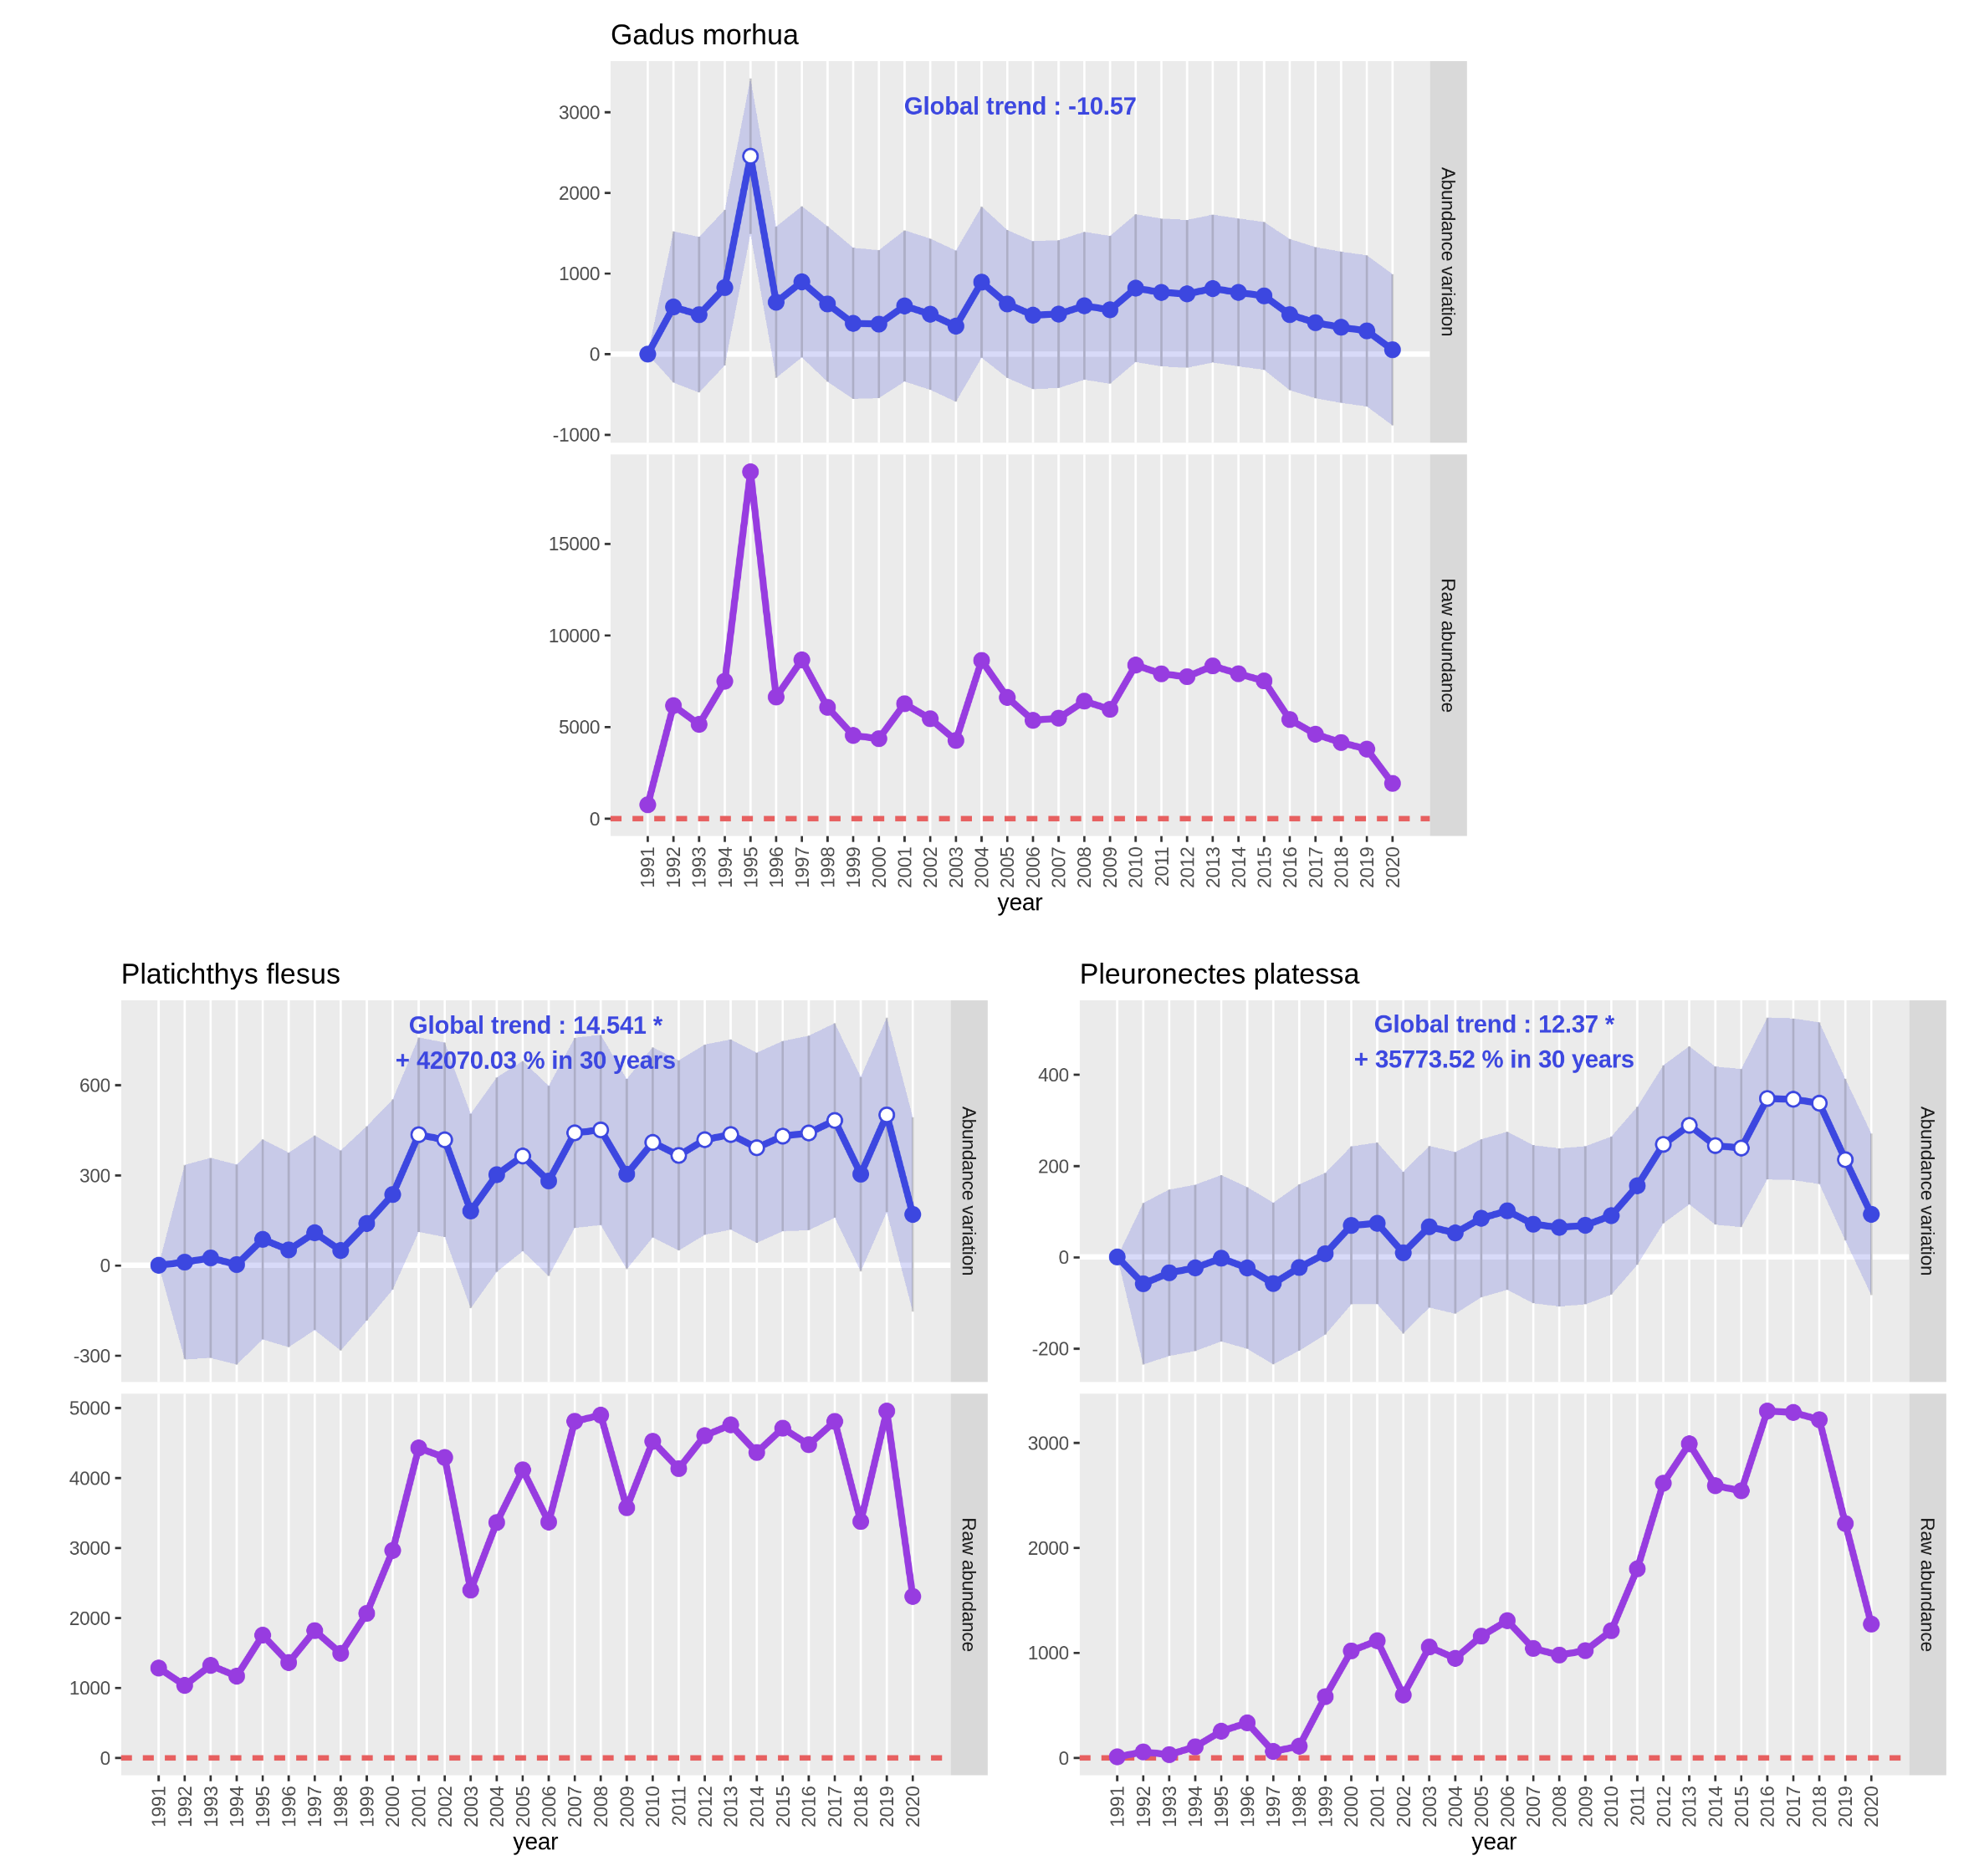 Gadus morhua
Global trend : -10.57
3000
2000
1000
0
-1000
Abundance variation
15000
10000
5000
0
Raw abundance
1991 1992 1993 1994 1995 1996 1997 1998 1999 2000 2001 2002 2003 2004 2005 2006 2007 2008 2009 2010 2011 2012 2013 2014 2015 2016 2017 2018 2019 2020
year
Platichthys flesus
Global trend : 14.541 *
+ 42070.03 % in 30 years
600
300
0
-300
Abundance variation
5000
4000
3000
2000
1000
0
Raw abundance
1991 1992 1993 1994 1995 1996 1997 1998 1999 2000 2001 2002 2003 2004 2005 2006 2007 2008 2009 2010 2011 2012 2013 2014 2015 2016 2017 2018 2019 2020
year
Pleuronectes platessa
Global trend : 12.37 *
+ 35773.52 % in 30 years
400
200
0
-200
Abundance variation
3000
2000
1000
0
Raw abundance
1991 1992 1993 1994 1995 1996 1997 1998 1999 2000 2001 2002 2003 2004 2005 2006 2007 2008 2009 2010 2011 2012 2013 2014 2015 2016 2017 2018 2019 2020
year